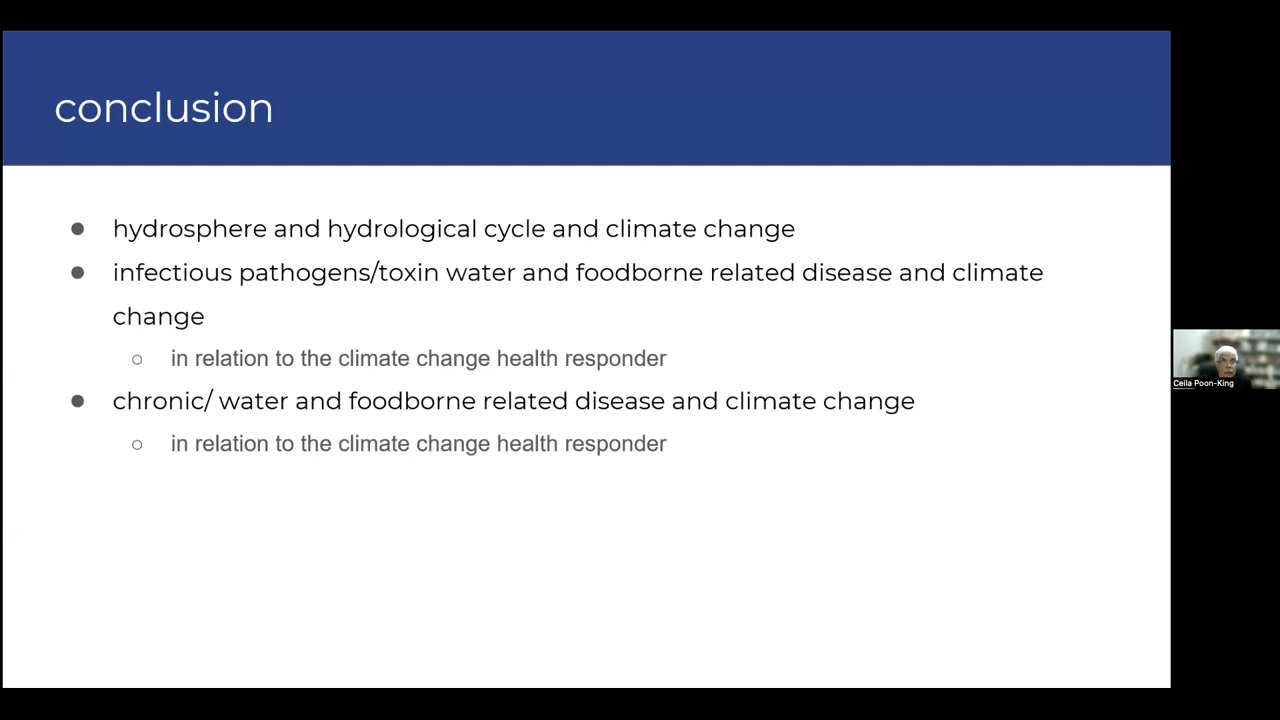 conclusion
● hydrosphere and hydrological cycle and climate change
● infectious pathogens/toxin water and foodborne related disease and climate
change
○ in relation to the climate change health responder
● chronic/ water and foodborne related disease and climate change
○ in relation to the climate change health responder
Ceila Poon-King